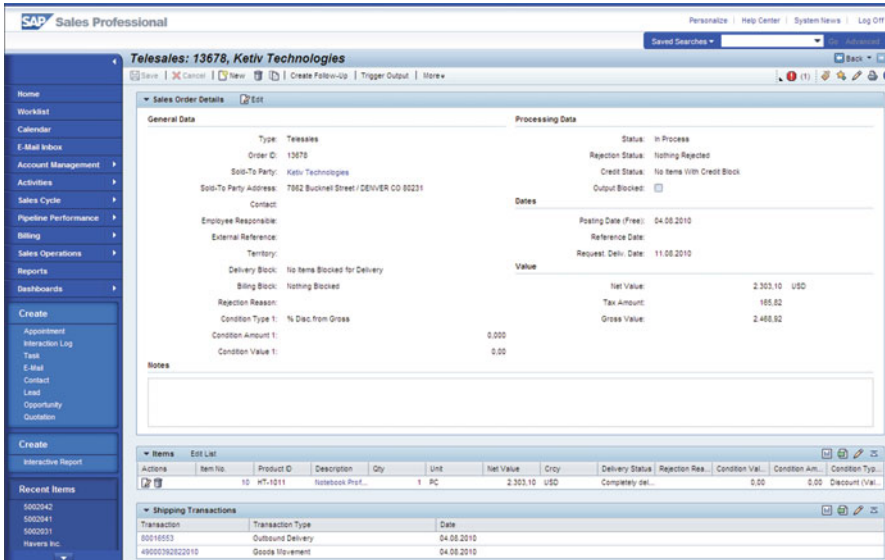 SAP Sales Professional
Personalize | Help Center | System News | Log Off
Saved Searches Go Advanced
Telesales: 13678, Ketiv Technologies
Back
Save | Cancel | New | Create Follow-Up | Trigger Output | More
(1)
Home
Worklist
Calendar
E-Mail Inbox
Account Management
Activities
Sales Cycle
Pipeline Performance
Billing
Sales Operations
Reports
Dashboards
Create
Appointment
Interaction Log
Task
E-Mail
Contact
Lead
Opportunity
Quotation
Create
Interactive Report
Recent Items
5002042
5002041
5002031
Havers Inc.
Sales Order Details Edit
General Data
Type: Telesales
Order ID: 13678
Sold-To Party: Ketiv Technologies
Sold-To Party Address: 7062 Bucknell Street / DENVER CO 80231
Contact:
Employee Responsible:
External Reference:
Territory:
Delivery Block: No Items Blocked for Delivery
Billing Block: Nothing Blocked
Rejection Reason:
Condition Type 1: % Disc.from Gross
Condition Amount 1: 0,000
Condition Value 1: 0,00
Processing Data
Status: In Process
Rejection Status: Nothing Rejected
Credit Status: No Items With Credit Block
Output Blocked:
Dates
Posting Date (Free): 04.08.2010
Reference Date:
Request. Deliv. Date: 11.08.2010
Value
Net Value: 2.303,10 USD
Tax Amount: 165,82
Gross Value: 2.468,92
Notes
Items Edit List
Actions Item No. Product ID Description Qty Unit Net Value Crcy Delivery Status Rejection Rea... Condition Val... Condition Am... Condition Typ...
10 HT-1011 Notebook Prof... 1 PC 2.303,10 USD Completely del... 0,00 0,00 Discount (Val...
Shipping Transactions
Transaction Transaction Type Date
80016553 Outbound Delivery 04.08.2010
49000392822010 Goods Movement 04.08.2010